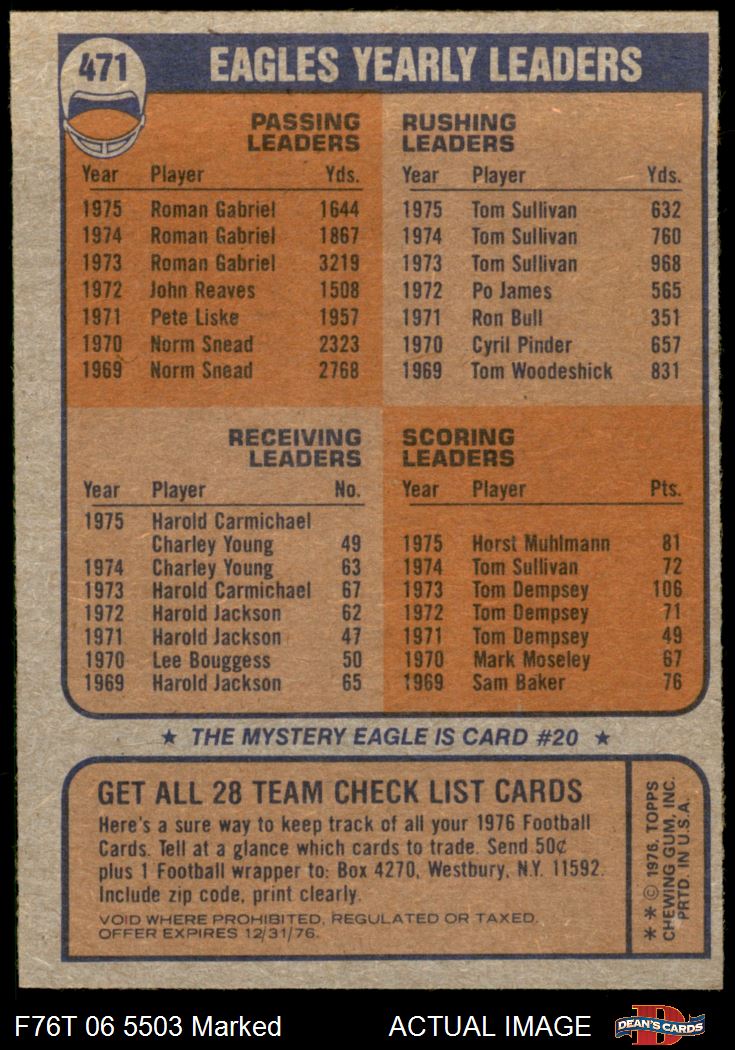 471
EAGLES YEARLY LEADERS
PASSING
LEADERS
Year Player Yds.
1975 Roman Gabriel 1644
1974 Roman Gabriel 1867
1973 Roman Gabriel 3219
1972 John Reaves 1508
1971 Pete Liske 1957
1970 Norm Snead 2323
1969 Norm Snead 2768
RUSHING
LEADERS
Year Player Yds.
1975 Tom Sullivan 632
1974 Tom Sullivan 760
1973 Tom Sullivan 968
1972 Po James 565
1971 Ron Bull 351
1970 Cyril Pinder 657
1969 Tom Woodeshick 831
RECEIVING
LEADERS
Year Player No.
1975 Harold Carmichael
Charley Young 49
1974 Charley Young 63
1973 Harold Carmichael 67
1972 Harold Jackson 62
1971 Harold Jackson 47
1970 Lee Bouggess 50
1969 Harold Jackson 65
SCORING
LEADERS
Year Player Pts.
1975 Horst Muhlmann 81
1974 Tom Sullivan 72
1973 Tom Dempsey 106
1972 Tom Dempsey 71
1971 Tom Dempsey 49
1970 Mark Moseley 67
1969 Sam Baker 76
★ THE MYSTERY EAGLE IS CARD #20 ★
GET ALL 28 TEAM CHECK LIST CARDS
Here's a sure way to keep track of all your 1976 Football
Cards. Tell at a glance which cards to trade. Send 50¢
plus 1 Football wrapper to: Box 4270, Westbury, N.Y. 11592.
Include zip code, print clearly.
VOID WHERE PROHIBITED, REGULATED OR TAXED.
OFFER EXPIRES 12/31/76.
** © 1976, TOPPS
CHEWING GUM, INC.
PRTD. IN U.S.A.
F76T 06 5503 Marked
ACTUAL IMAGE
D
DEAN'S CARDS